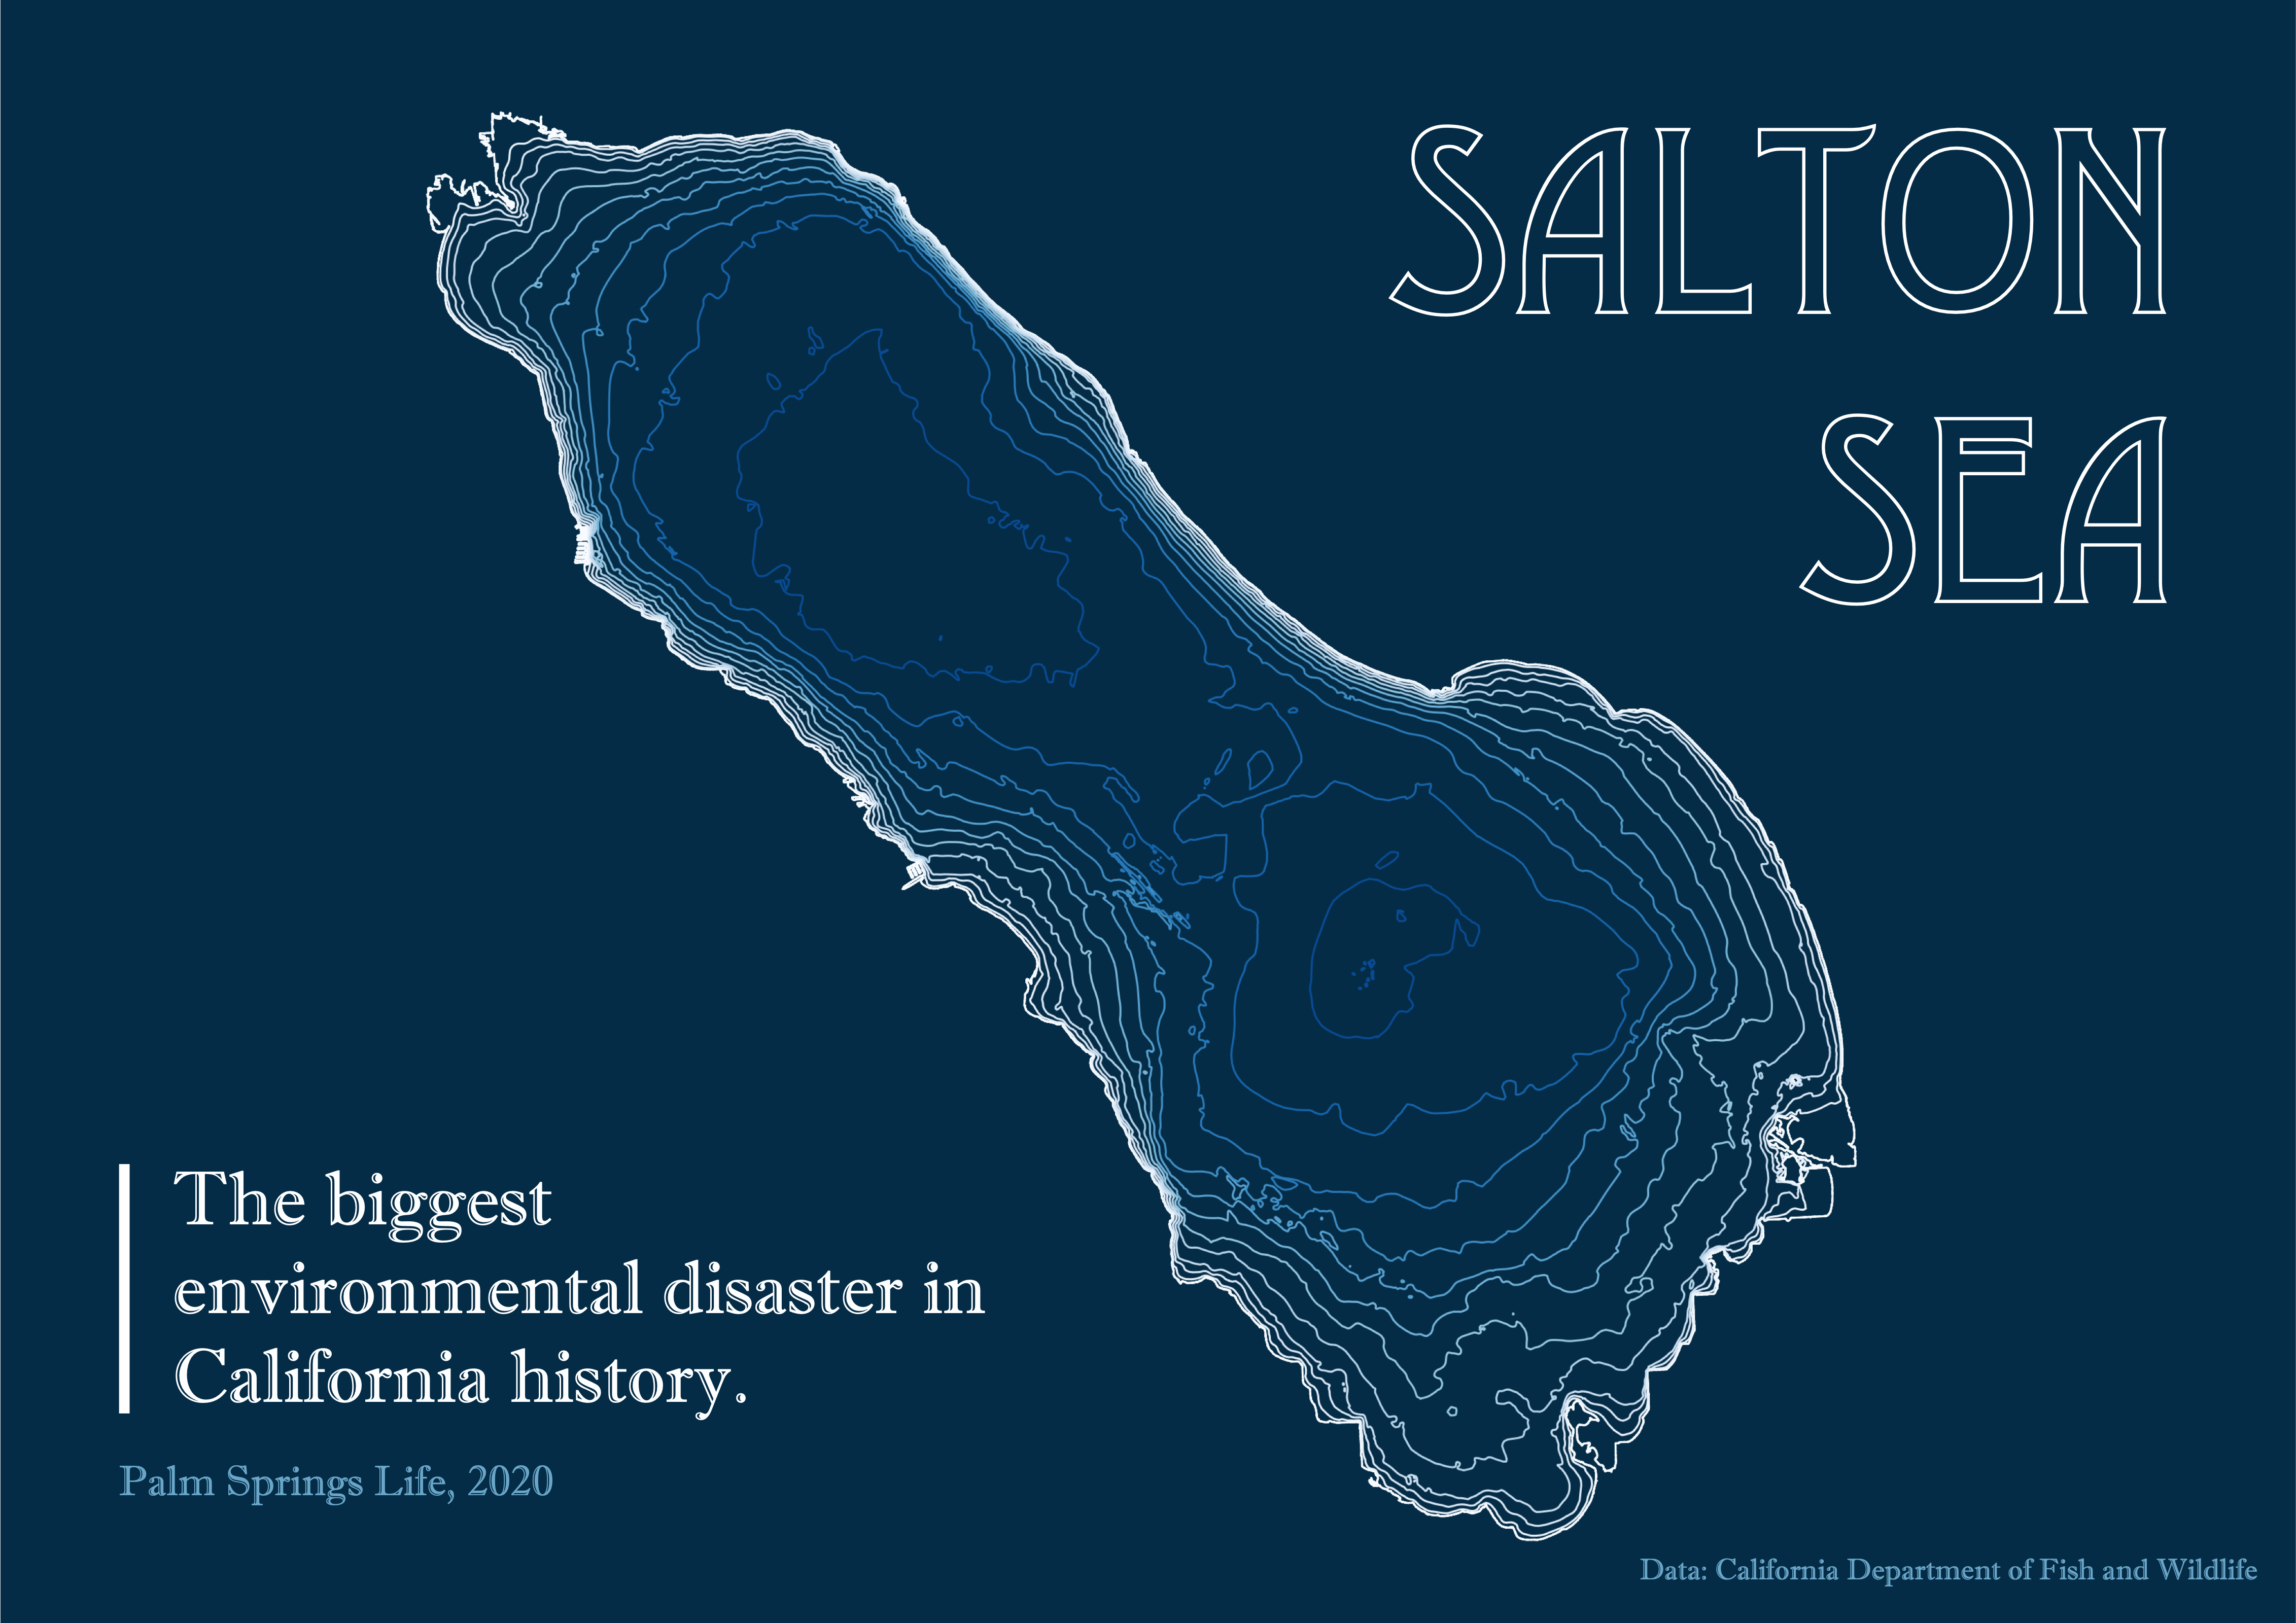 SALTON
SEA
The biggest
environmental disaster in
California history.
Palm Springs Life, 2020
Data: California Department of Fish and Wildlife